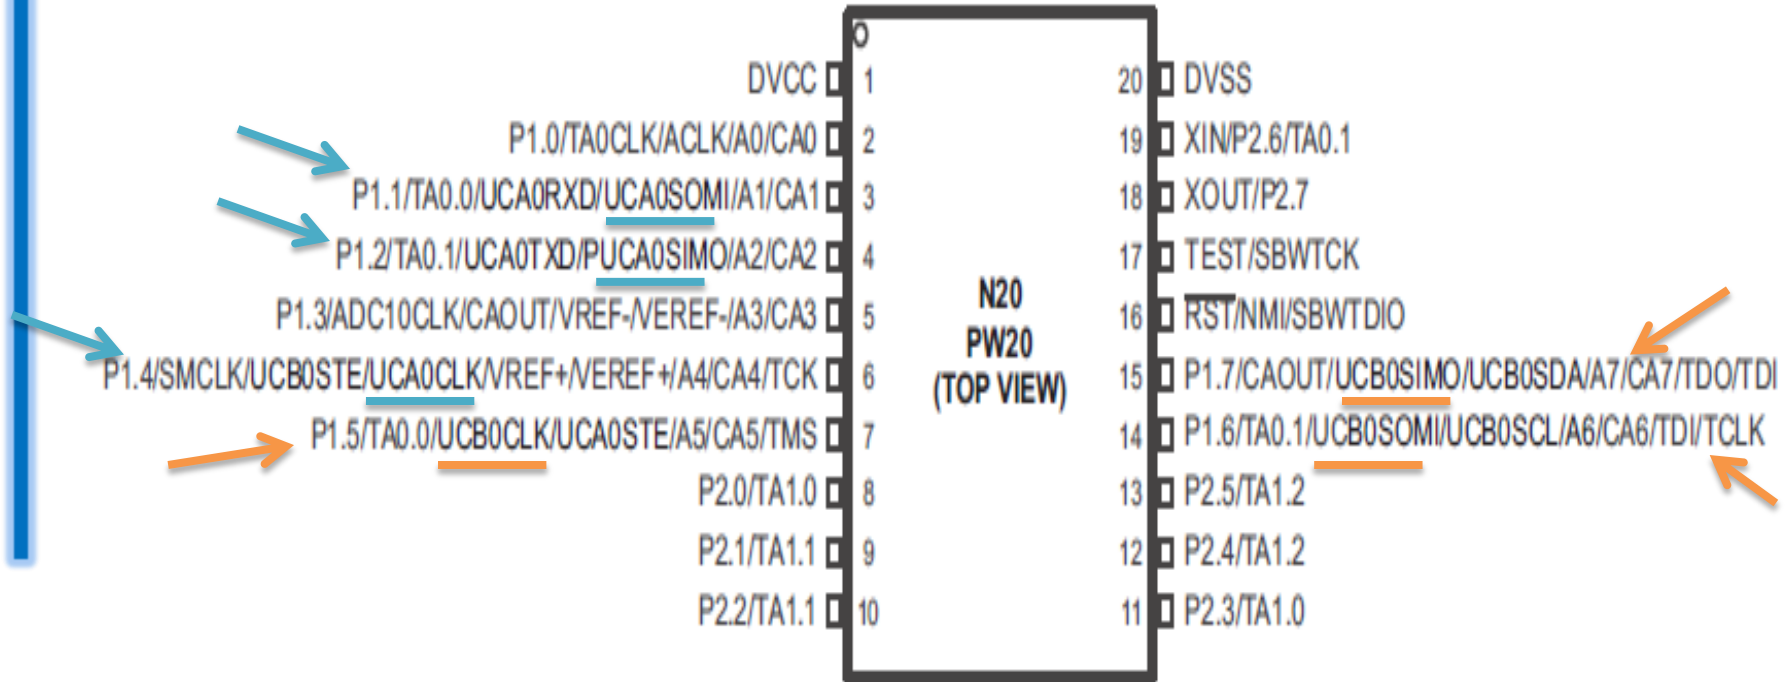 DVCC 1 20 DVSS
P1.0/TA0CLK/ACLK/A0/CA0 2 19 XIN/P2.6/TA0.1
P1.1/TA0.0/UCA0RXD/UCA0SOMI/A1/CA1 3 18 XOUT/P2.7
P1.2/TA0.1/UCA0TXD/PUCA0SIMO/A2/CA2 4 17 TEST/SBWTCK
P1.3/ADC10CLK/CAOUT/VREF-/VEREF-/A3/CA3 5 16 RST/NMI/SBWTDIO
P1.4/SMCLK/UCB0STE/UCA0CLK/VREF+/VEREF+/A4/CA4/TCK 6 15 P1.7/CAOUT/UCB0SIMO/UCB0SDA/A7/CA7/TDO/TDI
P1.5/TA0.0/UCB0CLK/UCA0STE/A5/CA5/TMS 7 14 P1.6/TA0.1/UCB0SOMI/UCB0SCL/A6/CA6/TDI/TCLK
P2.0/TA1.0 8 13 P2.5/TA1.2
P2.1/TA1.1 9 12 P2.4/TA1.2
P2.2/TA1.1 10 11 P2.3/TA1.0
N20
PW20
(TOP VIEW)